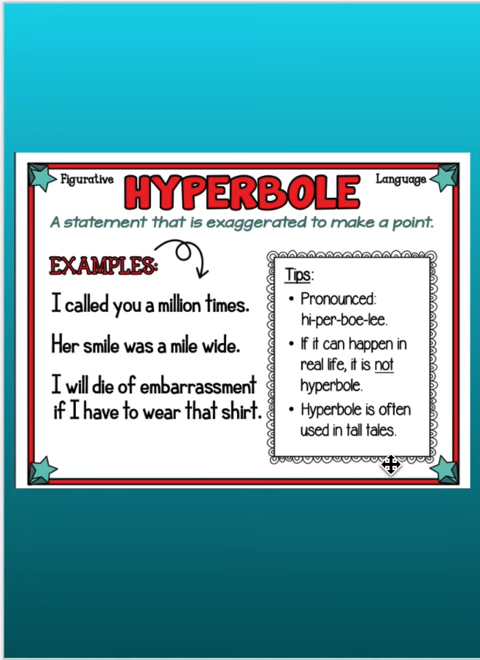 Figurative
HYPERBOLE
Language
A statement that is exaggerated to make a point.
EXAMPLES:
I called you a million times.
Her smile was a mile wide.
I will die of embarrassment
if I have to wear that shirt.
Tips:
• Pronounced:
hi-per-boe-lee.
• If it can happen in
real life, it is not
hyperbole.
• Hyperbole is often
used in tall tales.